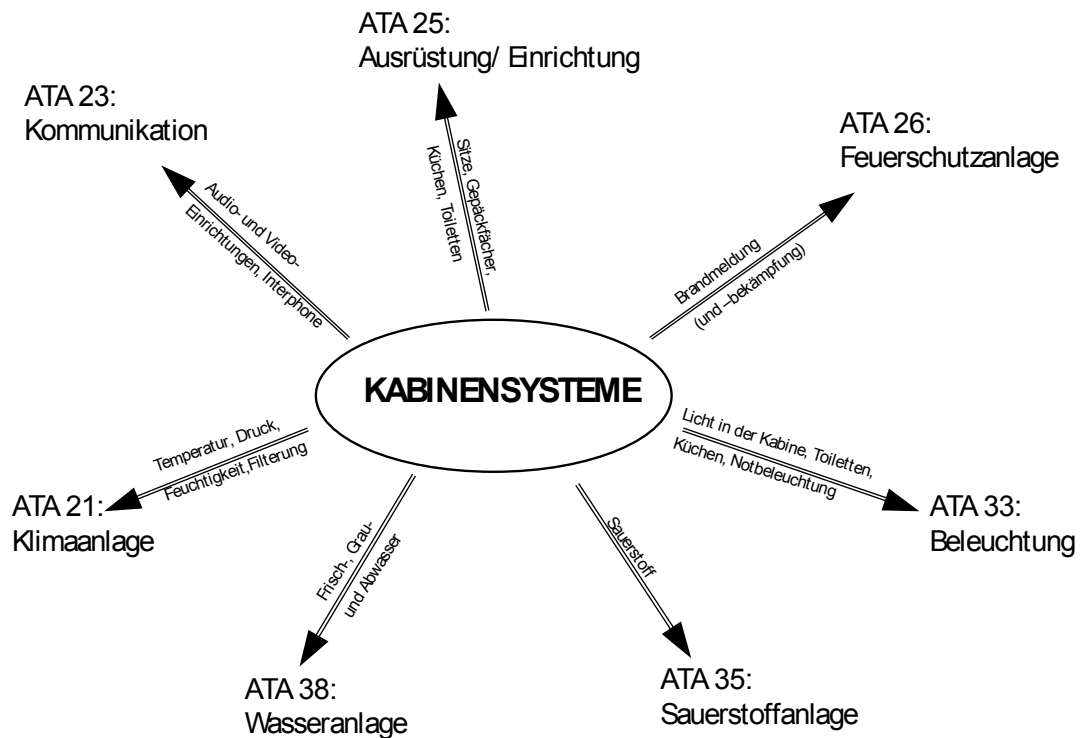 ATA 25:
Ausrüstung/ Einrichtung
ATA 23:
Kommunikation
ATA 26:
Feuerschutzanlage
Audio- und Video-
Einrichtungen, Interphone
Sitze, Gepäckfächer,
Küchen, Toiletten
Brandmeldung
(und –bekämpfung)
KABINENSYSTEME
Temperatur, Druck,
Feuchtigkeit,Filterung
Licht in der Kabine, Toiletten,
Küchen, Notbeleuchtung
ATA 21:
Klimaanlage
Frisch-, Grau-
und Abwasser
Sauerstoff
ATA 33:
Beleuchtung
ATA 38:
Wasseranlage
ATA 35:
Sauerstoffanlage